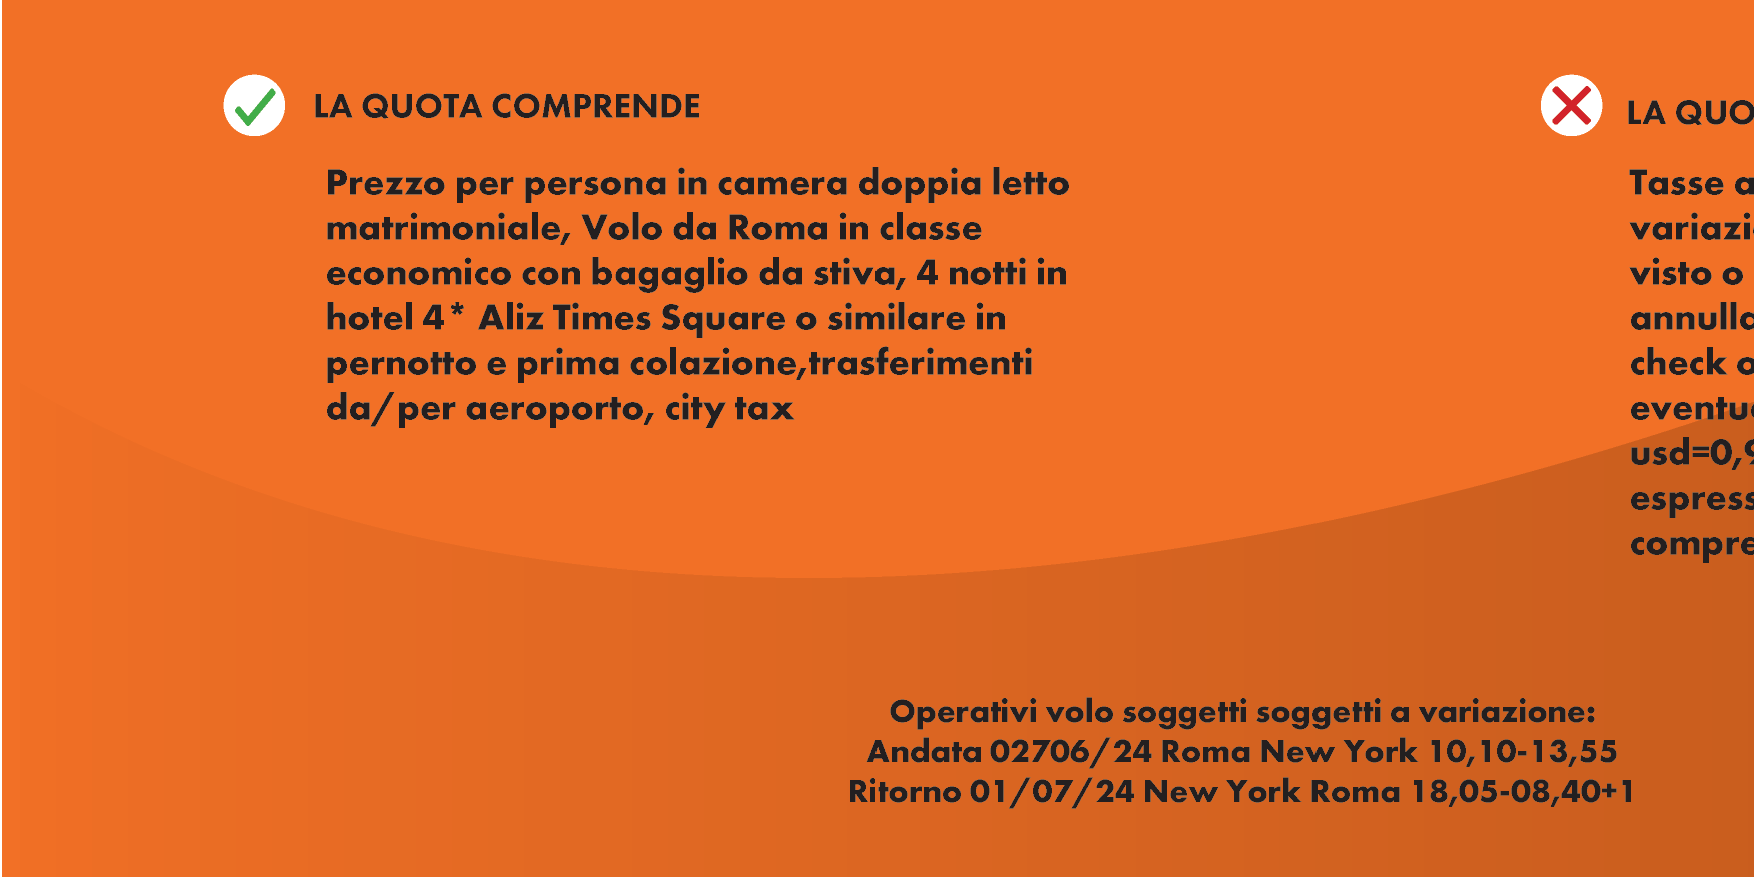 LA QUOTA COMPRENDE
Prezzo per persona in camera doppia letto
matrimoniale, Volo da Roma in classe
economico con bagaglio da stiva, 4 notti in
hotel 4* Aliz Times Square o similare in
pernotto e prima colazione,trasferimenti
da/per aeroporto, city tax
LA QUO
Tasse a
variazi
visto o
annulla
check o
eventu
usd=0,9
espress
compre
Operativi volo soggetti soggetti a variazione:
Andata 02706/24 Roma New York 10,10-13,55
Ritorno 01/07/24 New York Roma 18,05-08,40+1